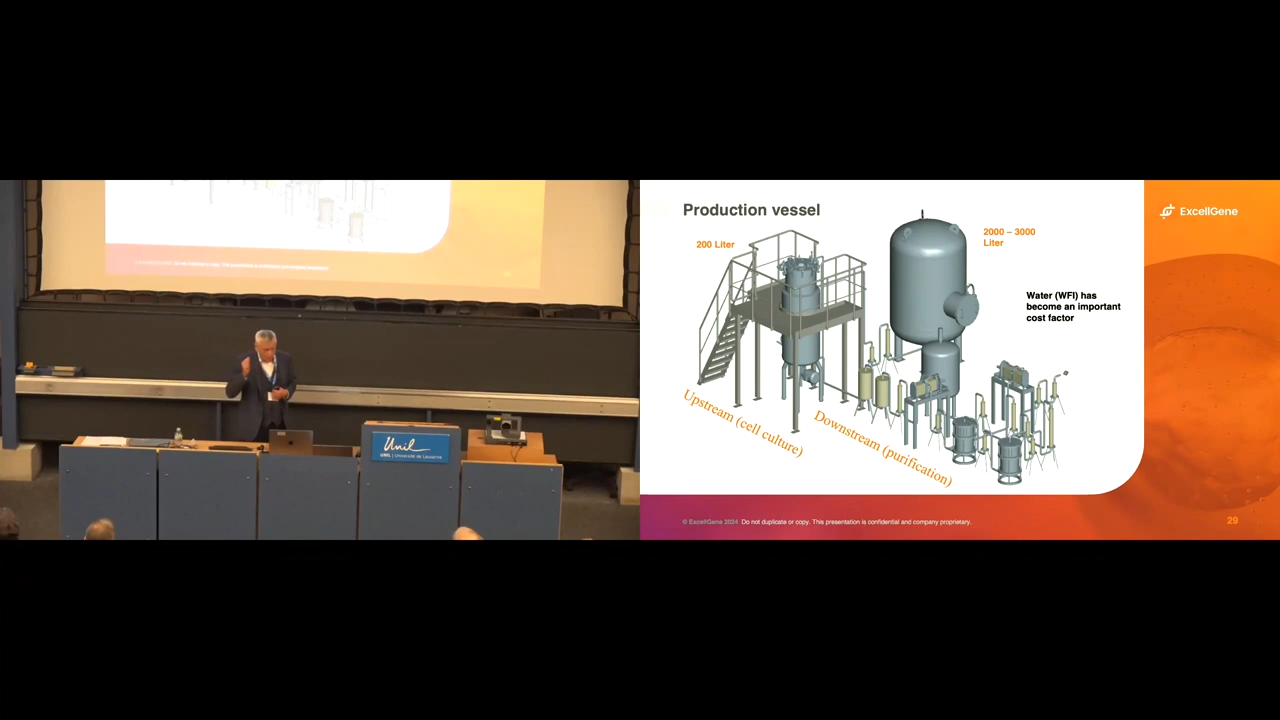 Unil
UNIL | Université de Lausanne
Production vessel
ExcellGene
200 Liter
2000 – 3000
Liter
Water (WFI) has
become an important
cost factor
Upstream (cell culture)
Downstream (purification)
© ExcellGene 2024 Do not duplicate or copy. This presentation is confidential and company proprietary.
29